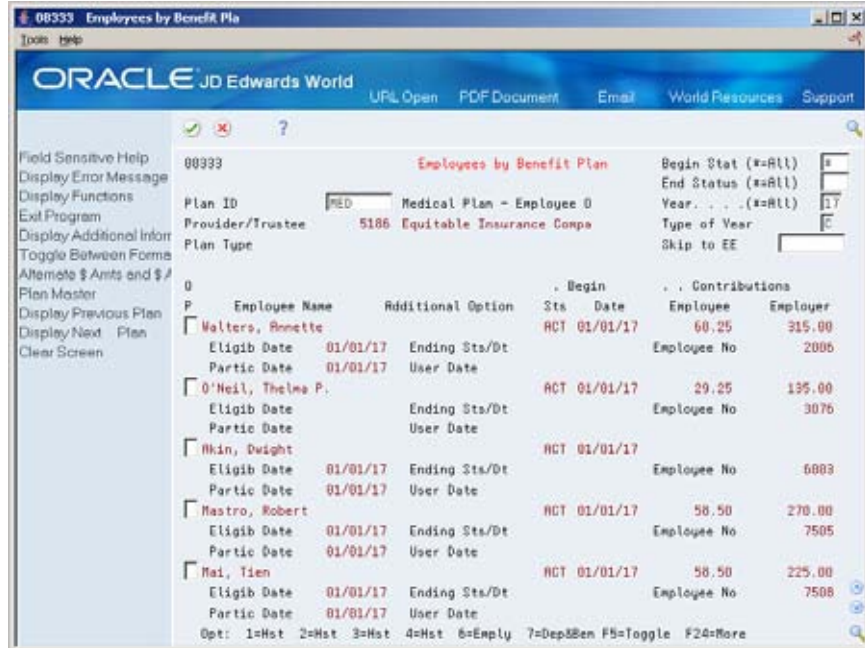 08333 Employees by Benefit Pla
Tools Help
ORACLE JD Edwards World
URL Open PDF Document Email World Resources Support
?
Field Sensitive Help
Display Error Message
Display Functions
Exit Program
Display Additional Inform
Toggle Between Forma
Alternate $ Amts and $ A
Plan Master
Display Previous Plan
Display Next Plan
Clear Screen
08333 Employees by Benefit Plan Begin Stat (*=All) *
End Status (*=All)
Plan ID MED Medical Plan - Employee O Year. . . .(*=All) 17
Provider/Trustee 5186 Equitable Insurance Compa Type of Year C
Plan Type Skip to EE
O . Begin . . Contributions
P Employee Name Additional Option Sts Date Employee Employer
Walters, Annette ACT 01/01/17 60.25 315.00
Eligib Date 01/01/17 Ending Sts/Dt Employee No 2006
Partic Date 01/01/17 User Date
O'Neil, Thelma P. ACT 01/01/17 29.25 135.00
Eligib Date Ending Sts/Dt Employee No 3076
Partic Date User Date
Akin, Dwight ACT 01/01/17
Eligib Date 01/01/17 Ending Sts/Dt Employee No 6003
Partic Date 01/01/17 User Date
Mastro, Robert ACT 01/01/17 58.50 270.00
Eligib Date 01/01/17 Ending Sts/Dt Employee No 7505
Partic Date 01/01/17 User Date
Mai, Tien ACT 01/01/17 58.50 225.00
Eligib Date 01/01/17 Ending Sts/Dt Employee No 7508
Partic Date 01/01/17 User Date
Opt: 1=Hst 2=Hst 3=Hst 4=Hst 6=Emply 7=Dep&Ben F5=Toggle F24=More